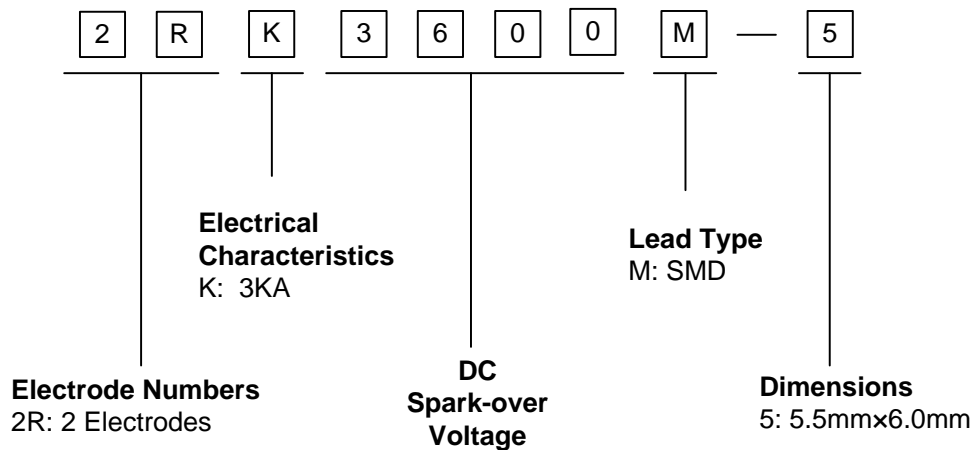 2 R K 3 6 0 0 M — 5
Electrical
Characteristics
K: 3KA
Lead Type
M: SMD
Electrode Numbers
2R: 2 Electrodes
DC
Spark-over
Voltage
Dimensions
5: 5.5mm×6.0mm